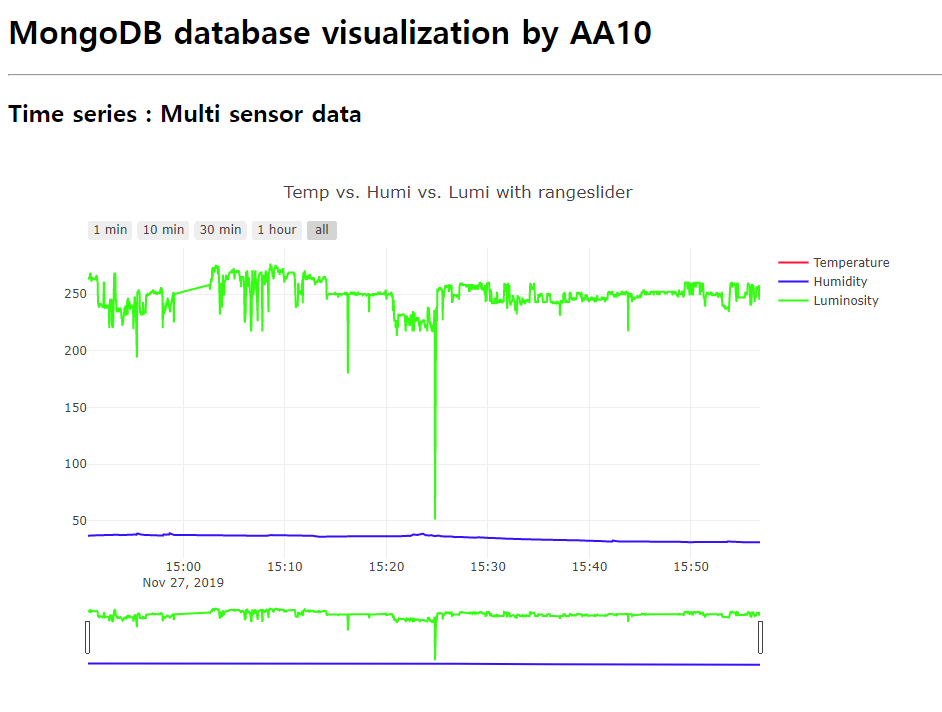 MongoDB database visualization by AA10
Time series : Multi sensor data
Temp vs. Humi vs. Lumi with rangeslider
1 min 10 min 30 min 1 hour all
Temperature
Humidity
Luminosity
250
200
150
100
50
15:00 15:10 15:20 15:30 15:40 15:50
Nov 27, 2019